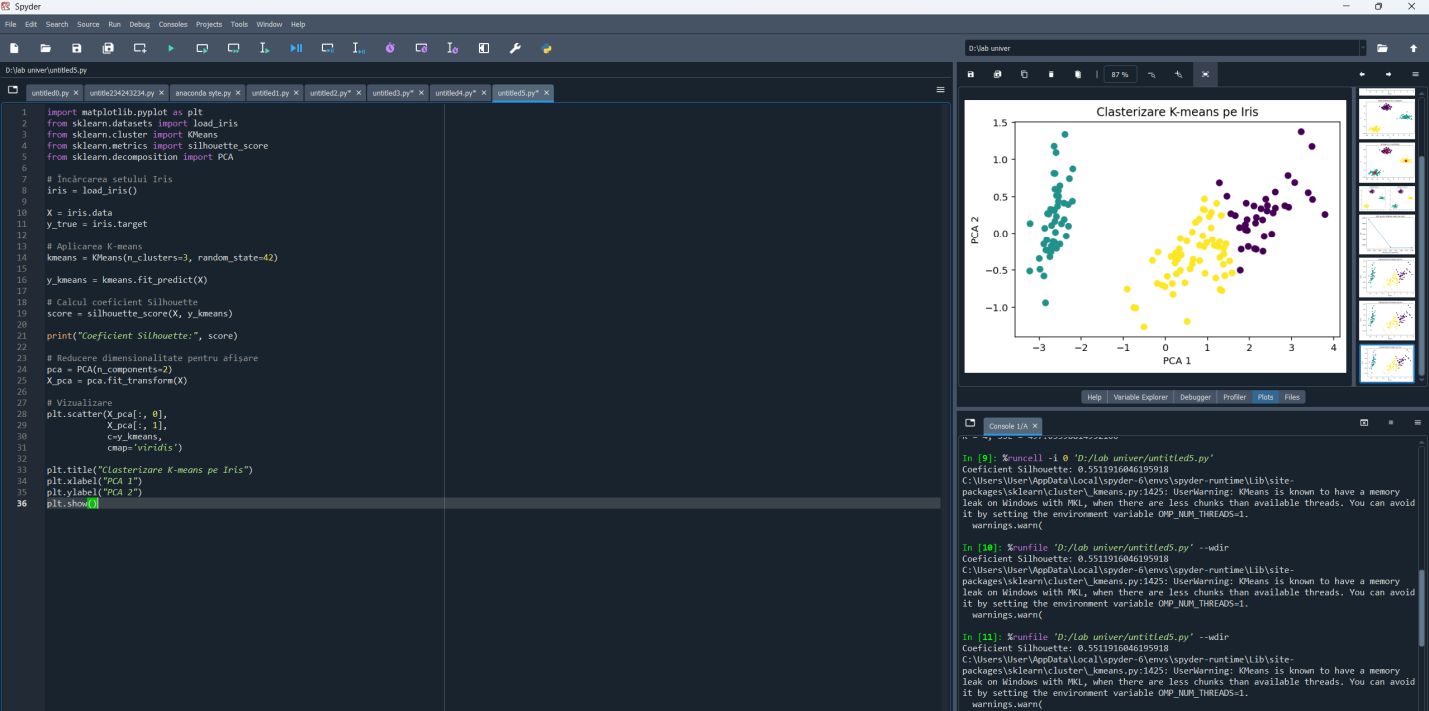 Spyder
File Edit Search Source Run Debug Consoles Projects Tools Window Help
D:\lab univer
D:\lab univer\untitled5.py
untitled0.py untitle234243234.py anaconda syte.py untitled1.py untitled2.py* untitled3.py* untitled4.py* untitled5.py*
1 import matplotlib.pyplot as plt
2 from sklearn.datasets import load_iris
3 from sklearn.cluster import KMeans
4 from sklearn.metrics import silhouette_score
5 from sklearn.decomposition import PCA
6
7 # Încărcarea setului Iris
8 iris = load_iris()
9
10 X = iris.data
11 y_true = iris.target
12
13 # Aplicarea K-means
14 kmeans = KMeans(n_clusters=3, random_state=42)
15
16 y_kmeans = kmeans.fit_predict(X)
17
18 # Calcul coeficient Silhouette
19 score = silhouette_score(X, y_kmeans)
20
21 print("Coeficient Silhouette:", score)
22
23 # Reducere dimensionalitate pentru afișare
24 pca = PCA(n_components=2)
25 X_pca = pca.fit_transform(X)
26
27 # Vizualizare
28 plt.scatter(X_pca[:, 0],
29 X_pca[:, 1],
30 c=y_kmeans,
31 cmap='viridis')
32
33 plt.title("Clasterizare K-means pe Iris")
34 plt.xlabel("PCA 1")
35 plt.ylabel("PCA 2")
36 plt.show()
87 %
Clasterizare K-means pe Iris
1.5
1.0
0.5
0.0
−0.5
−1.0
PCA 2
−3 −2 −1 0 1 2 3 4
PCA 1
Help Variable Explorer Debugger Profiler Plots Files
Console 1/A
In [9]: %runcell -i 0 'D:/lab univer/untitled5.py'
Coeficient Silhouette: 0.5511916046195918
C:\Users\User\AppData\Local\spyder-6\envs\spyder-runtime\Lib\site-
packages\sklearn\cluster\_kmeans.py:1425: UserWarning: KMeans is known to have a memory
leak on Windows with MKL, when there are less chunks than available threads. You can avoid
it by setting the environment variable OMP_NUM_THREADS=1.
warnings.warn(
In [10]: %runfile 'D:/lab univer/untitled5.py' --wdir
Coeficient Silhouette: 0.5511916046195918
C:\Users\User\AppData\Local\spyder-6\envs\spyder-runtime\Lib\site-
packages\sklearn\cluster\_kmeans.py:1425: UserWarning: KMeans is known to have a memory
leak on Windows with MKL, when there are less chunks than available threads. You can avoid
it by setting the environment variable OMP_NUM_THREADS=1.
warnings.warn(
In [11]: %runfile 'D:/lab univer/untitled5.py' --wdir
Coeficient Silhouette: 0.5511916046195918
C:\Users\User\AppData\Local\spyder-6\envs\spyder-runtime\Lib\site-
packages\sklearn\cluster\_kmeans.py:1425: UserWarning: KMeans is known to have a memory
leak on Windows with MKL, when there are less chunks than available threads. You can avoid
it by setting the environment variable OMP_NUM_THREADS=1.
warnings.warn(